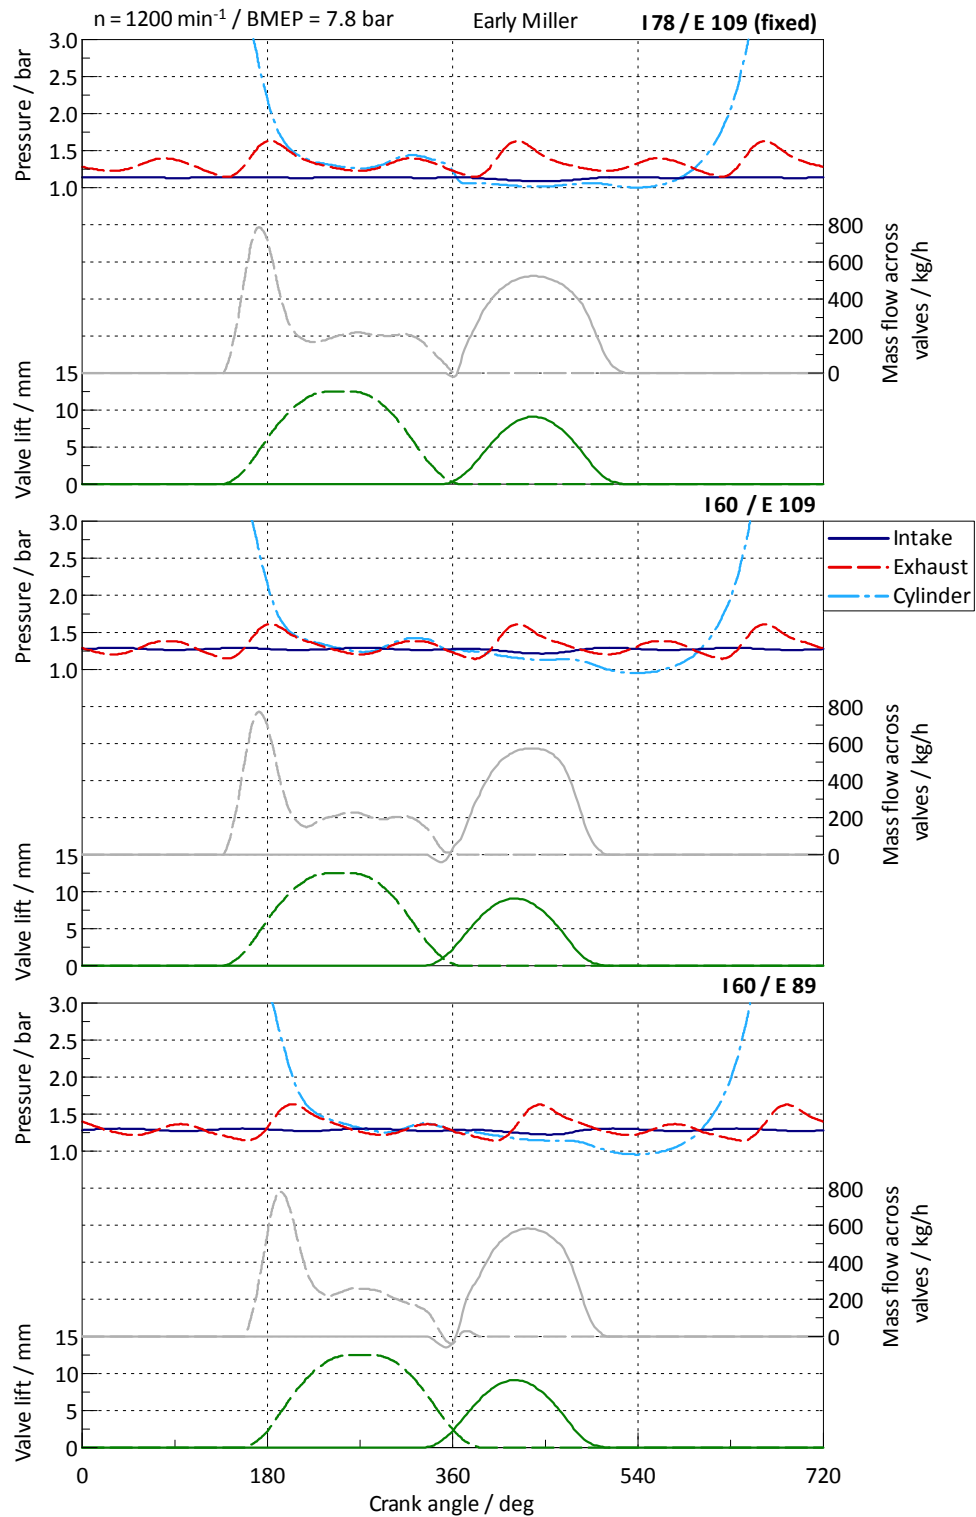 n = 1200 min⁻¹ / BMEP = 7.8 bar Early Miller I 78 / E 109 (fixed)
3.0
2.5
2.0
1.5
1.0
Pressure / bar
800
600
400
200
0
Mass flow across
valves / kg/h
15
10
5
0
Valve lift / mm
I 60 / E 109
3.0
2.5
2.0
1.5
1.0
Pressure / bar
Intake
Exhaust
Cylinder
800
600
400
200
0
Mass flow across
valves / kg/h
15
10
5
0
Valve lift / mm
I 60 / E 89
3.0
2.5
2.0
1.5
1.0
Pressure / bar
800
600
400
200
0
Mass flow across
valves / kg/h
15
10
5
0
Valve lift / mm
0 180 360 540 720
Crank angle / deg